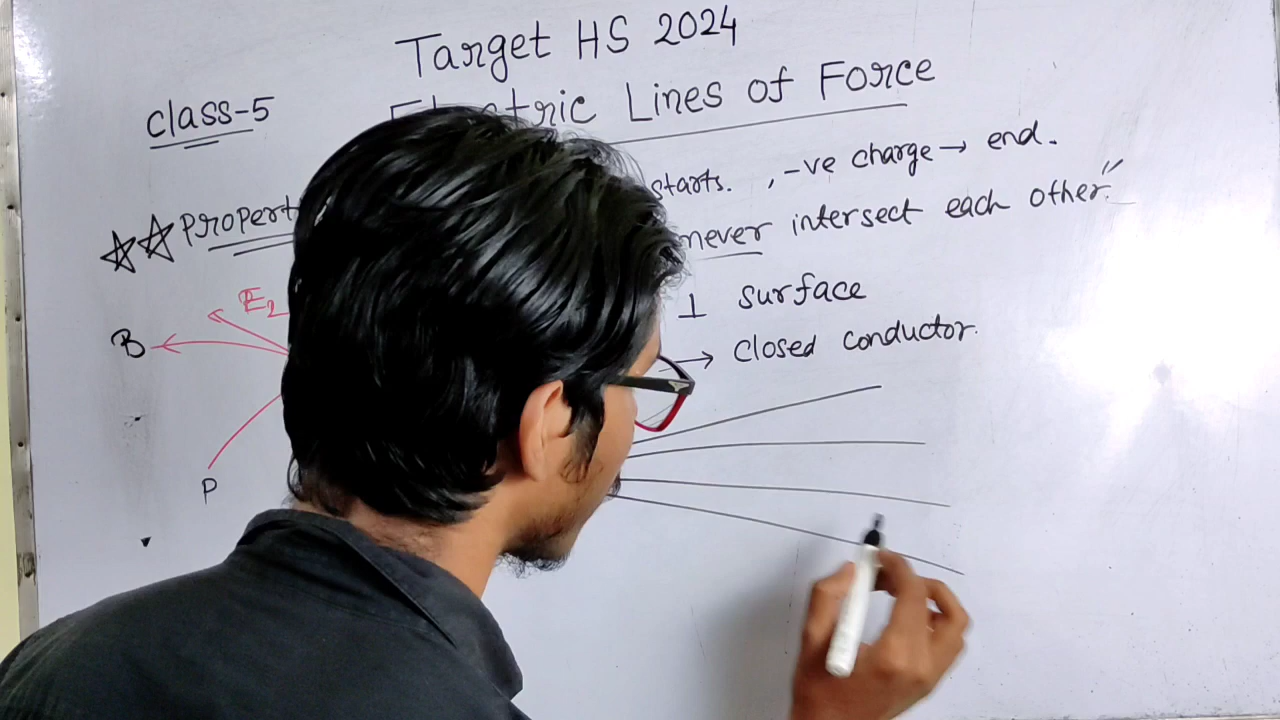 Target HS 2024
class-5
Electric Lines of Force
starts. , -ve charge → end.
☆☆ Propert
never intersect each other."
E2
⊥ surface
B
→ closed conductor.
P